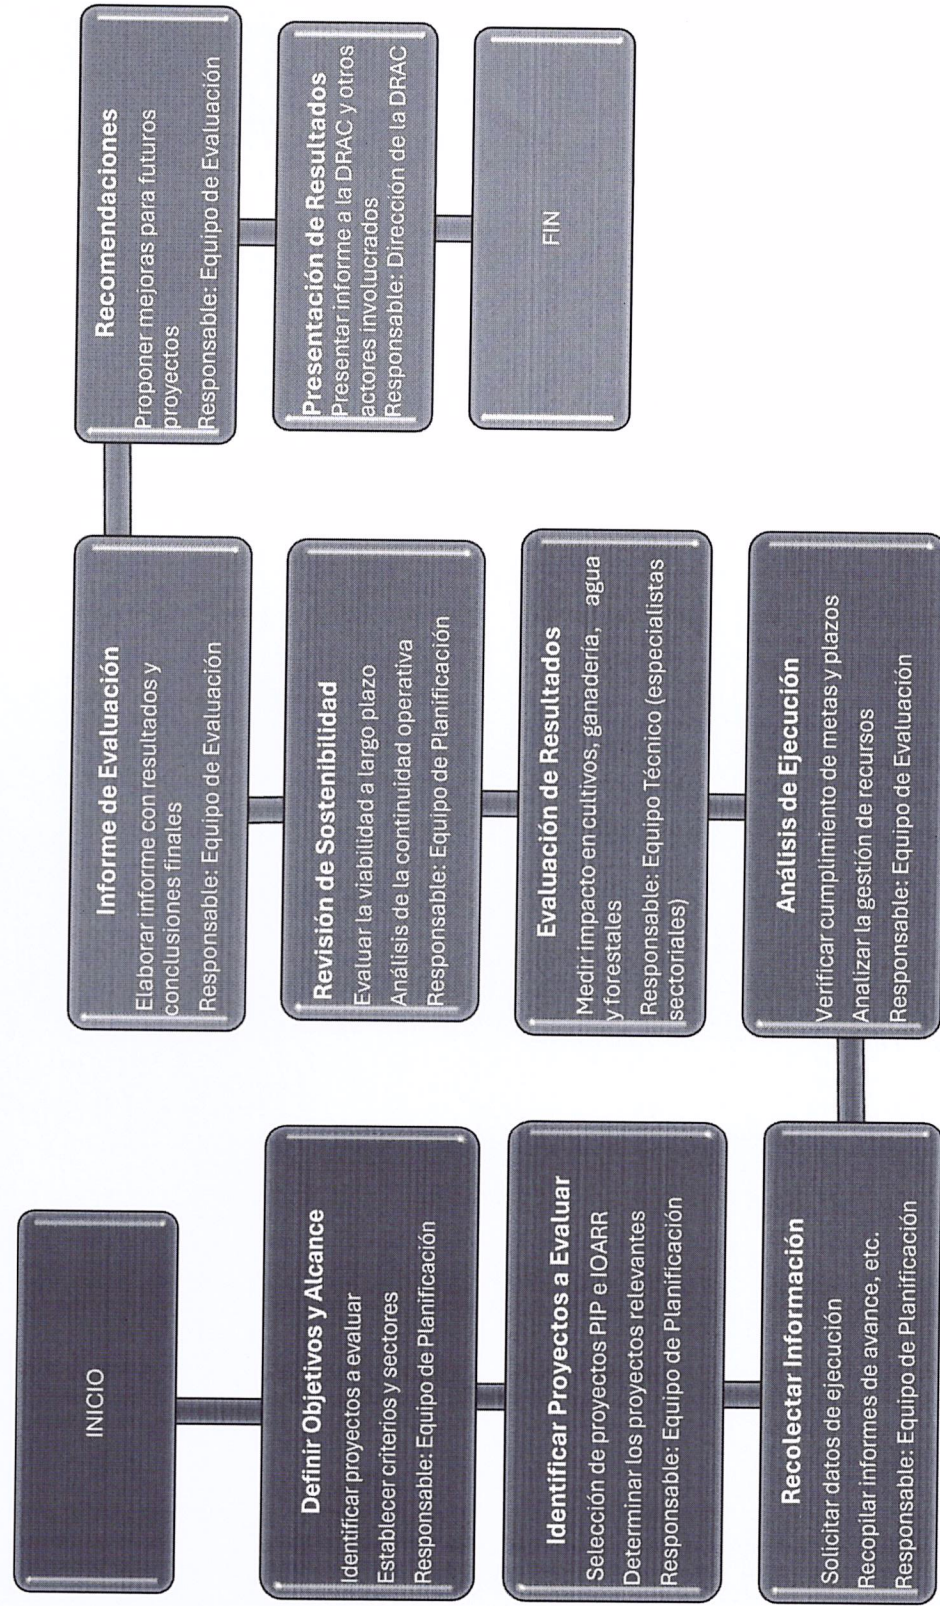 INICIO
Definir Objetivos y Alcance
Identificar proyectos a evaluar
Establecer criterios y sectores
Responsable: Equipo de Planificación
Identificar Proyectos a Evaluar
Selección de proyectos PIP e IOARR
Determinar los proyectos relevantes
Responsable: Equipo de Planificación
Recolectar Información
Solicitar datos de ejecución
Recopilar informes de avance, etc.
Responsable: Equipo de Planificación
Análisis de Ejecución
Verificar cumplimiento de metas y plazos
Analizar la gestión de recursos
Responsable: Equipo de Evaluación
Evaluación de Resultados
Medir impacto en cultivos, ganadería, agua
y forestales
Responsable: Equipo Técnico (especialistas
sectoriales)
Revisión de Sostenibilidad
Evaluar la viabilidad a largo plazo
Análisis de la continuidad operativa
Responsable: Equipo de Planificación
Informe de Evaluación
Elaborar informe con resultados y
conclusiones finales
Responsable: Equipo de Evaluación
Recomendaciones
Proponer mejoras para futuros
proyectos
Responsable: Equipo de Evaluación
Presentación de Resultados
Presentar informe a la DRAC y otros
actores involucrados
Responsable: Dirección de la DRAC
FIN